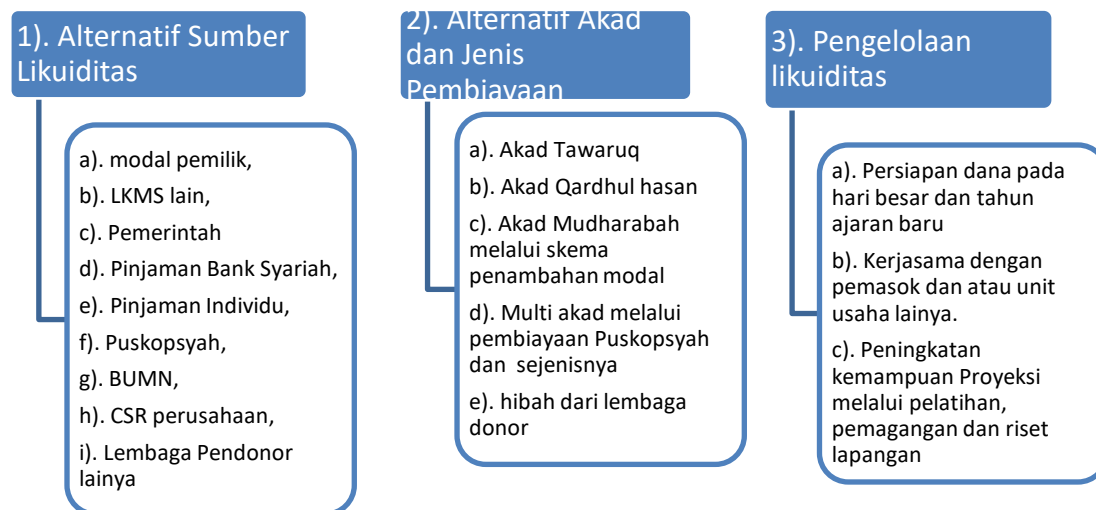 1). Alternatif Sumber
Likuiditas
a). modal pemilik,
b). LKMS lain,
c). Pemerintah
d). Pinjaman Bank Syariah,
e). Pinjaman Individu,
f). Puskopsyah,
g). BUMN,
h). CSR perusahaan,
i). Lembaga Pendonor
lainya
2). Alternatif Akad
dan Jenis
Pembiayaan
a). Akad Tawaruq
b). Akad Qardhul hasan
c). Akad Mudharabah
melalui skema
penambahan modal
d). Multi akad melalui
pembiayaan Puskopsyah
dan sejenisnya
e). hibah dari lembaga
donor
3). Pengelolaan
likuiditas
a). Persiapan dana pada
hari besar dan tahun
ajaran baru
b). Kerjasama dengan
pemasok dan atau unit
usaha lainya.
c). Peningkatan
kemampuan Proyeksi
melalui pelatihan,
pemagangan dan riset
lapangan